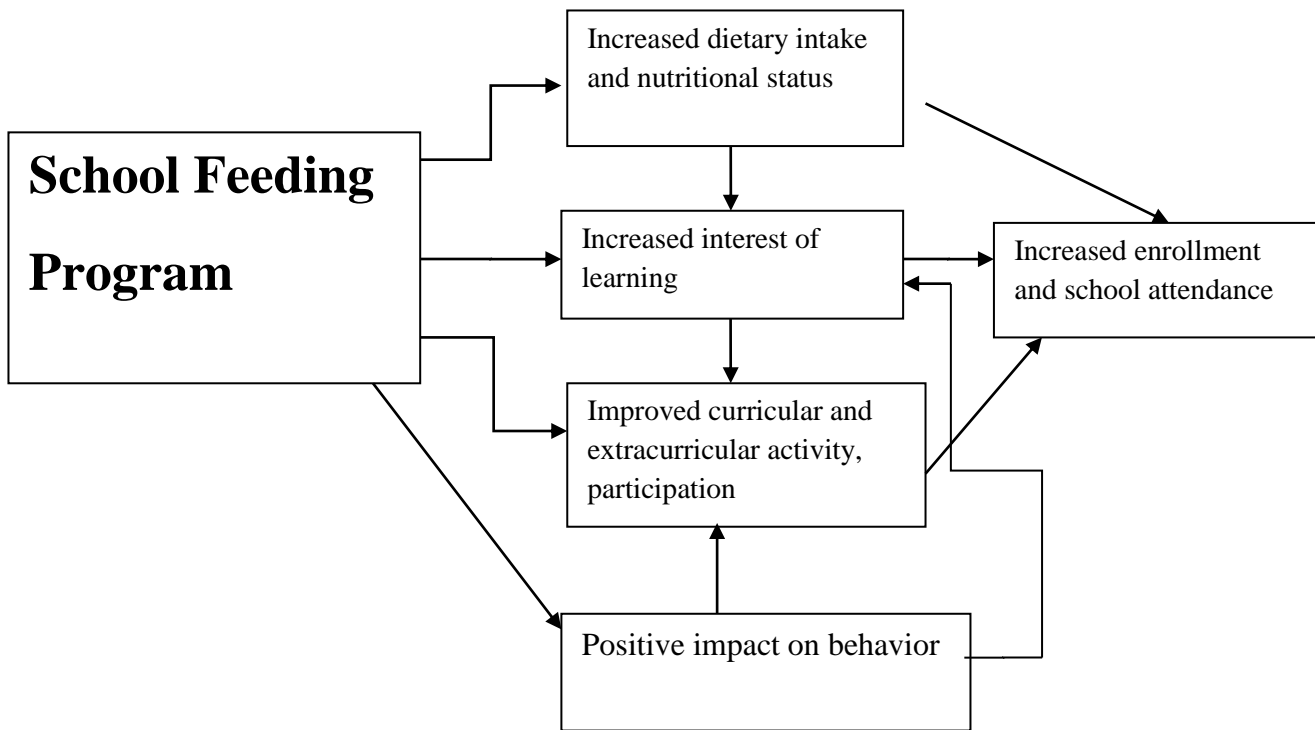 Increased dietary intake
and nutritional status
School Feeding
Program
Increased interest of
learning
Increased enrollment
and school attendance
Improved curricular and
extracurricular activity,
participation
Positive impact on behavior